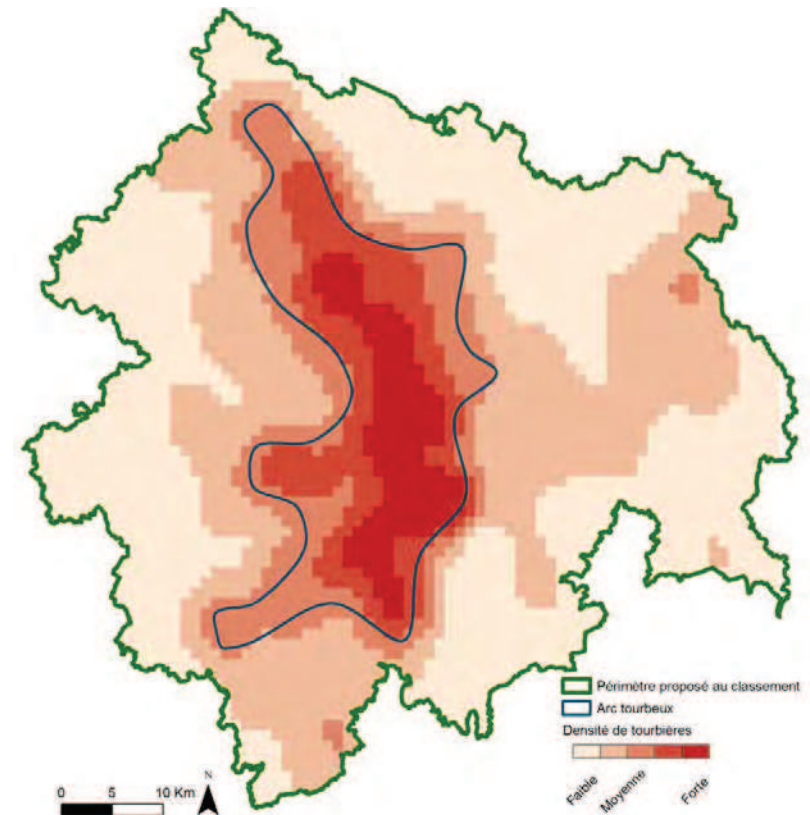 Périmètre proposé au classement
Arc tourbeux
Densité de tourbières
Faible
Moyenne
Forte
0 5 10 Km
N